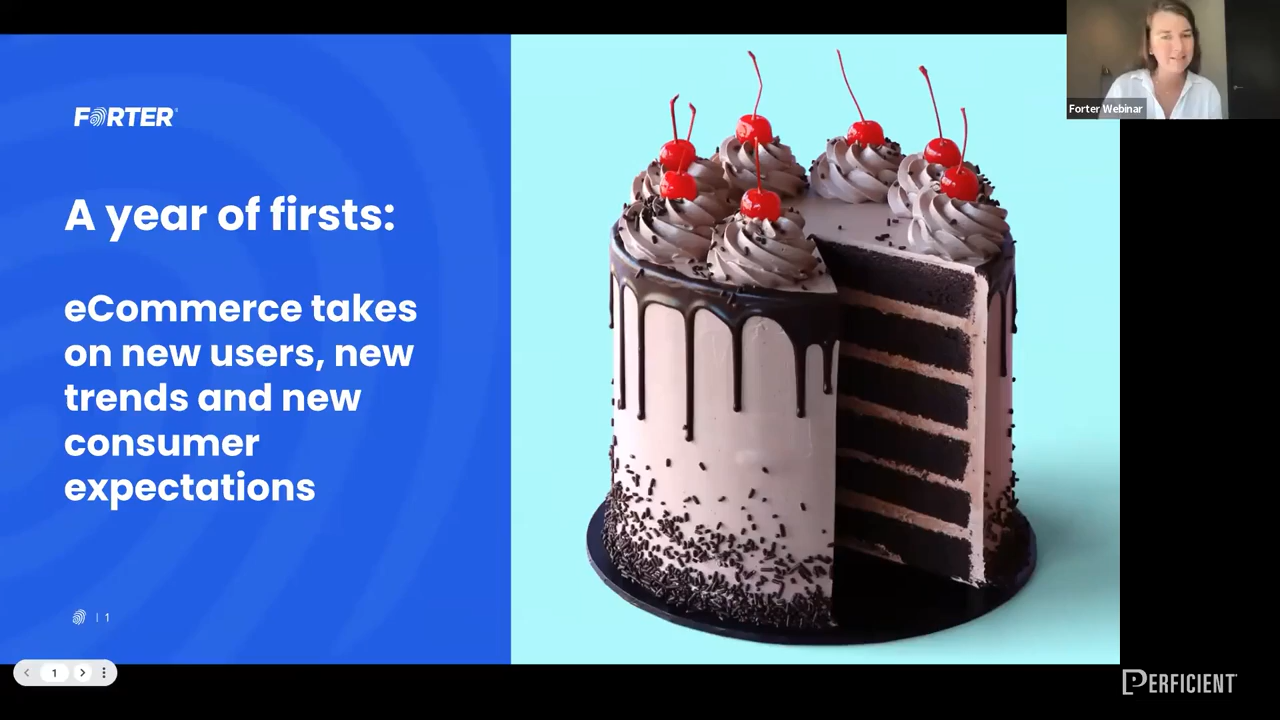 FORTER
A year of firsts:
eCommerce takes
on new users, new
trends and new
consumer
expectations
| 1
1
Forter Webinar
PERFICIENT